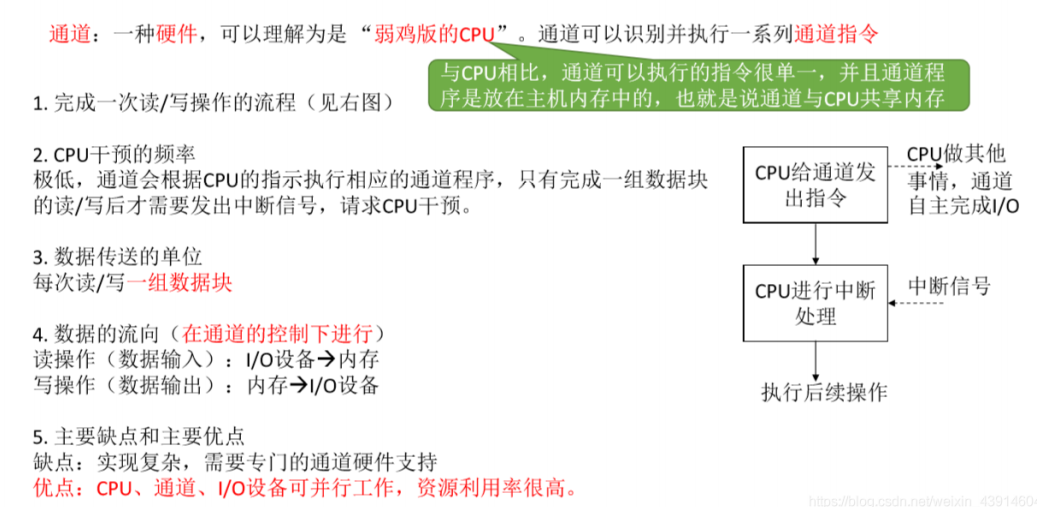 通道：一种硬件，可以理解为是 “弱鸡版的CPU”。通道可以识别并执行一系列通道指令
与CPU相比，通道可以执行的指令很单一，并且通道程
序是放在主机内存中的，也就是说通道与CPU共享内存
1. 完成一次读/写操作的流程（见右图）
2. CPU干预的频率
极低，通道会根据CPU的指示执行相应的通道程序，只有完成一组数据块
的读/写后才需要发出中断信号，请求CPU干预。
3. 数据传送的单位
每次读/写一组数据块
4. 数据的流向（在通道的控制下进行）
读操作（数据输入）：I/O设备→内存
写操作（数据输出）：内存→I/O设备
5. 主要缺点和主要优点
缺点：实现复杂，需要专门的通道硬件支持
优点：CPU、通道、I/O设备可并行工作，资源利用率很高。
CPU给通道发
出指令
CPU做其他
事情，通道
自主完成I/O
CPU进行中断
处理
中断信号
执行后续操作
https://blog.csdn.net/weixin_43914604